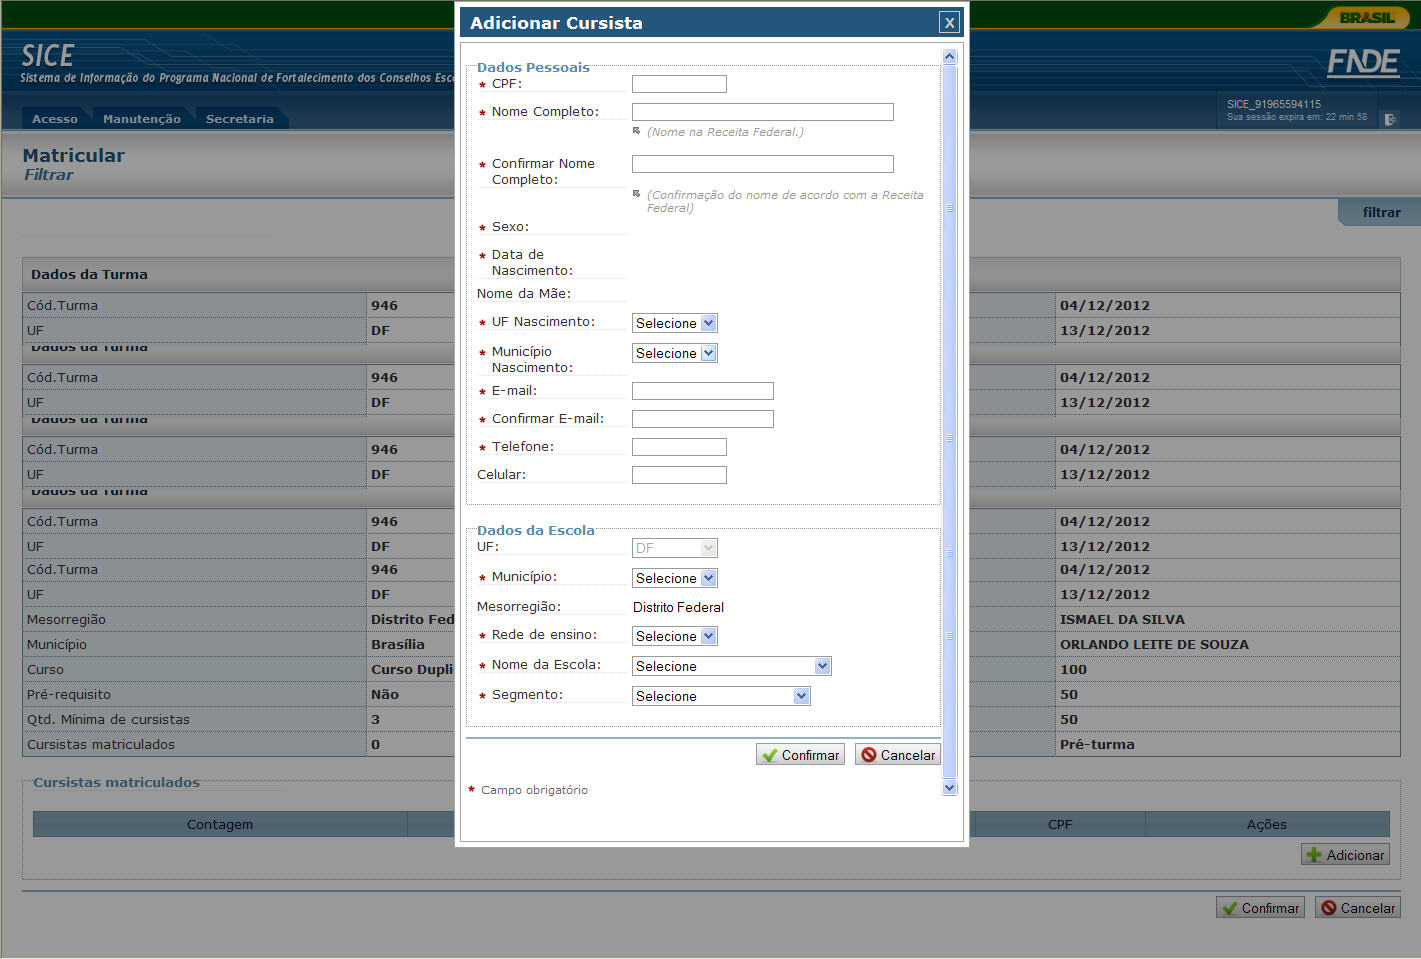 BRASIL
SICE
Sistema de Informação do Programa Nacional de Fortalecimento dos Conselhos Esc
FNDE
SICE_91965594115
Sua sessão expira em: 22 min 58
Acesso Manutenção Secretaria
Matricular
Filtrar
filtrar
Dados da Turma
Cód.Turma 946 04/12/2012
UF DF 13/12/2012
Dados da Turma
Cód.Turma 946 04/12/2012
UF DF 13/12/2012
Dados da Turma
Cód.Turma 946 04/12/2012
UF DF 13/12/2012
Dados da Turma
Cód.Turma 946 04/12/2012
UF DF 13/12/2012
Cód.Turma 946 04/12/2012
UF DF 13/12/2012
Mesorregião Distrito Fed ISMAEL DA SILVA
Município Brasília ORLANDO LEITE DE SOUZA
Curso Curso Dupli 100
Pré-requisito Não 50
Qtd. Mínima de cursistas 3 50
Cursistas matriculados 0 Pré-turma
Cursistas matriculados
Contagem CPF Ações
Adicionar
Confirmar Cancelar
Adicionar Cursista X
Dados Pessoais
* CPF:
* Nome Completo:
(Nome na Receita Federal.)
* Confirmar Nome
Completo:
(Confirmação do nome de acordo com a Receita
Federal)
* Sexo:
* Data de
Nascimento:
Nome da Mãe:
* UF Nascimento: Selecione
* Município
Nascimento: Selecione
* E-mail:
* Confirmar E-mail:
* Telefone:
Celular:
Dados da Escola
UF: DF
* Município: Selecione
Mesorregião: Distrito Federal
* Rede de ensino: Selecione
* Nome da Escola: Selecione
* Segmento: Selecione
Confirmar Cancelar
* Campo obrigatório